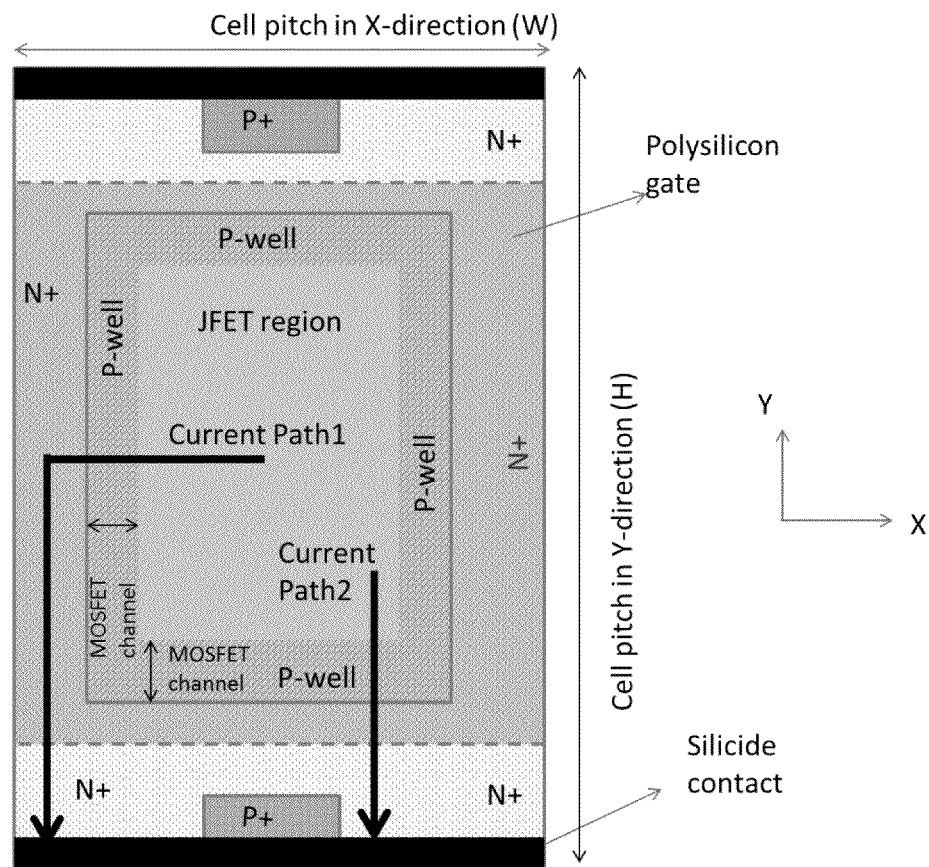 Cell pitch in X-direction (W)
P+
N+
Polysilicon
gate
P-well
N+
P-well
JFET region
Current Path1
P-well
N+
Cell pitch in Y-direction (H)
Y
X
Current
Path2
MOSFET
channel
MOSFET
channel
P-well
Silicide
contact
N+
N+
P+